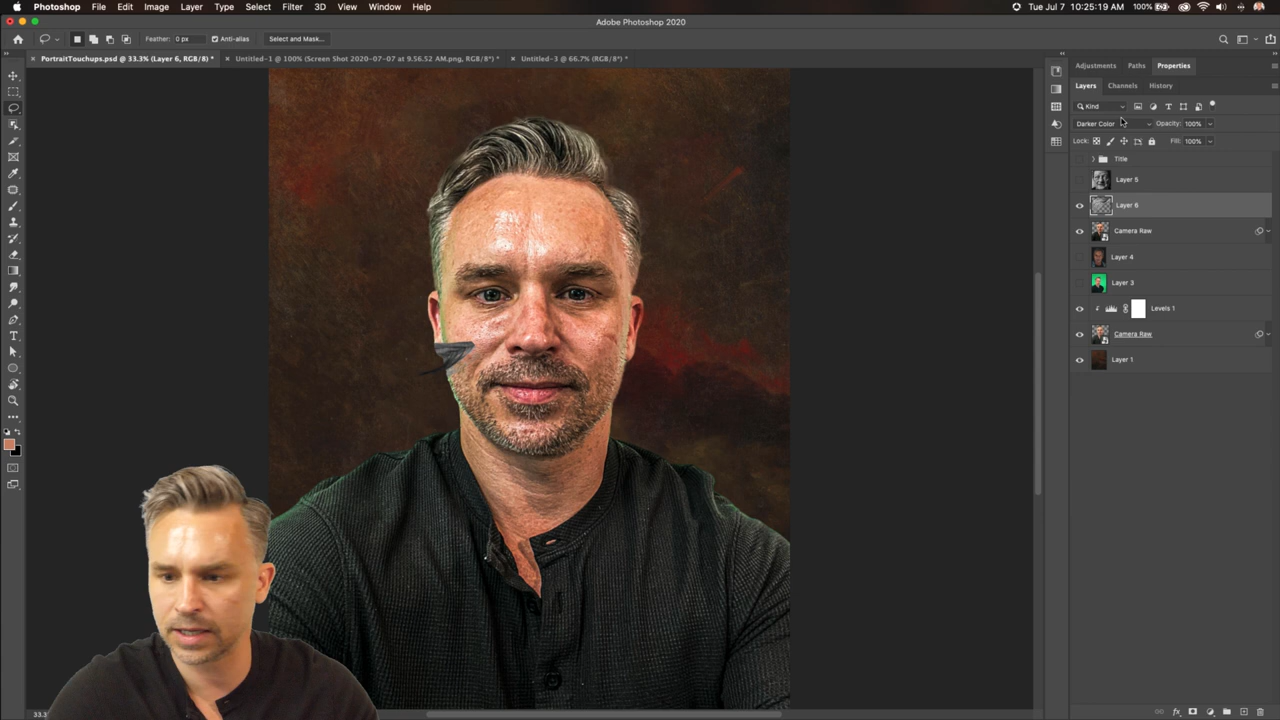 Photoshop File Edit Image Layer Type Select Filter 3D View Window Help 100% Tue Jul 7 10:25:19 AM
Adobe Photoshop 2020
Feather: 0 px Anti-alias Select and Mask...
PortraitTouchups.psd @ 33.3% (Layer 6, RGB/8) * Untitled-1 @ 100% (Screen Shot 2020-07-07 at 9.56.52 AM.png, RGB/8*) * Untitled-3 @ 66.7% (RGB/8*) *
Adjustments Paths Properties
Layers Channels History
Kind
Darker Color Opacity: 100%
Lock: Fill: 100%
Title
Layer 5
Layer 6
Camera Raw
Layer 4
Layer 3
Levels 1
Camera Raw
Layer 1
33.3
fx